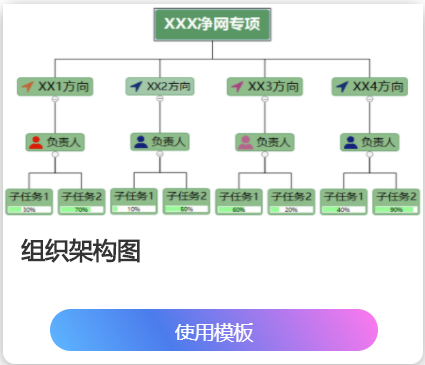 XXX净网专项
XX1方向 XX2方向 XX3方向 XX4方向
负责人 负责人 负责人 负责人
子任务1 子任务2 子任务1 子任务2 子任务1 子任务2 子任务1 子任务2
30% 70% 10% 80% 60% 20% 40% 90%
组织架构图
使用模板